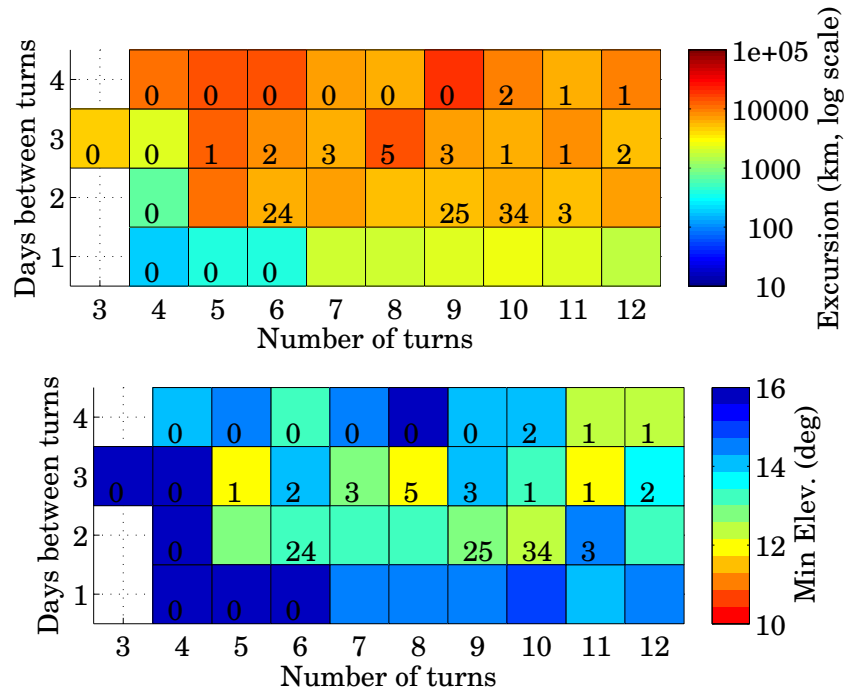 1e+05
4
0 0 0 0 0 0 2 1 1
10000
3
0 0 1 2 3 5 3 1 1 2
1000
2
0 24 25 34 3
100
1
0 0 0
10
3 4 5 6 7 8 9 10 11 12
Number of turns
Days between turns
Excursion (km, log scale)
16
4
0 0 0 0 0 0 2 1 1
14
3
0 0 1 2 3 5 3 1 1 2
2
0 24 25 34 3
12
1
0 0 0
10
3 4 5 6 7 8 9 10 11 12
Number of turns
Days between turns
Min Elev. (deg)